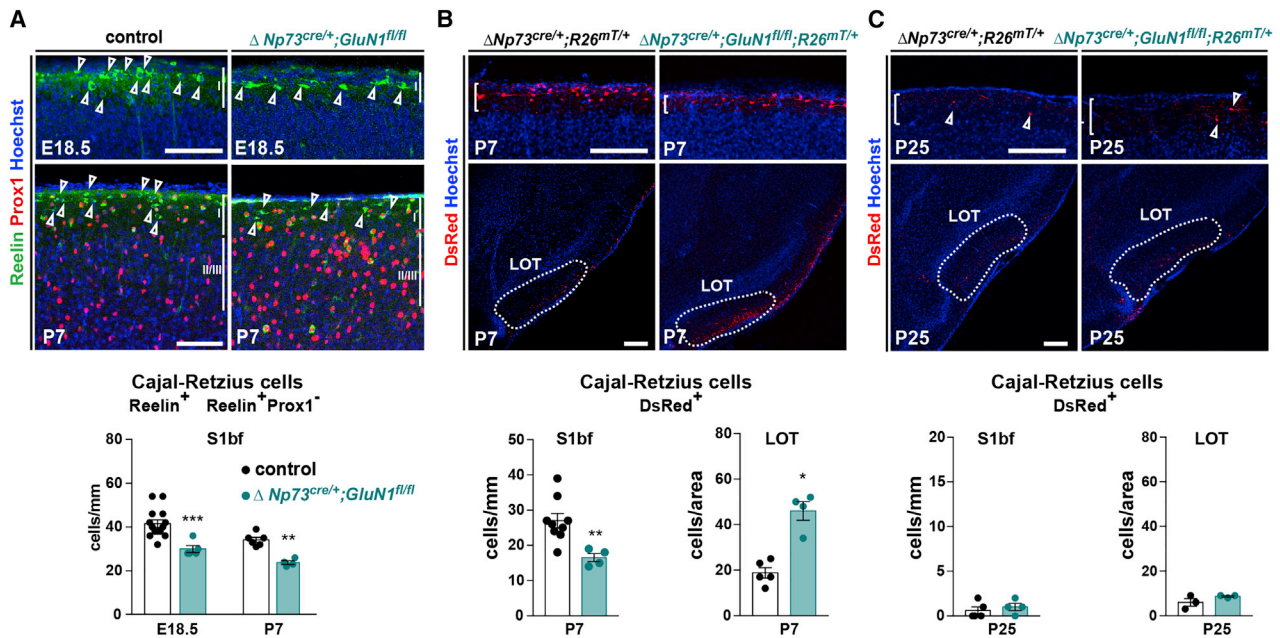 A
control
Δ Np73cre/+;GluN1fl/fl
Reelin Prox1 Hoechst
I
E18.5
I
E18.5
I
II/III
P7
I
II/III
P7
Cajal-Retzius cells
Reelin+ Reelin+Prox1-
S1bf
control
Δ Np73cre/+;GluN1fl/fl
cells/mm
80
60
40
20
0
***
**
E18.5 P7
B
ΔNp73cre/+;R26mT/+
ΔNp73cre/+;GluN1fl/fl;R26mT/+
DsRed Hoechst
P7
P7
LOT
P7
LOT
P7
Cajal-Retzius cells
DsRed+
S1bf
cells/mm
50
40
30
20
10
0
**
P7
LOT
cells/area
80
60
40
20
0
*
P7
C
ΔNp73cre/+;R26mT/+
ΔNp73cre/+;GluN1fl/fl;R26mT/+
DsRed Hoechst
P25
P25
LOT
P25
LOT
P25
Cajal-Retzius cells
DsRed+
S1bf
cells/mm
20
15
10
5
0
P25
LOT
cells/area
80
60
40
20
0
P25